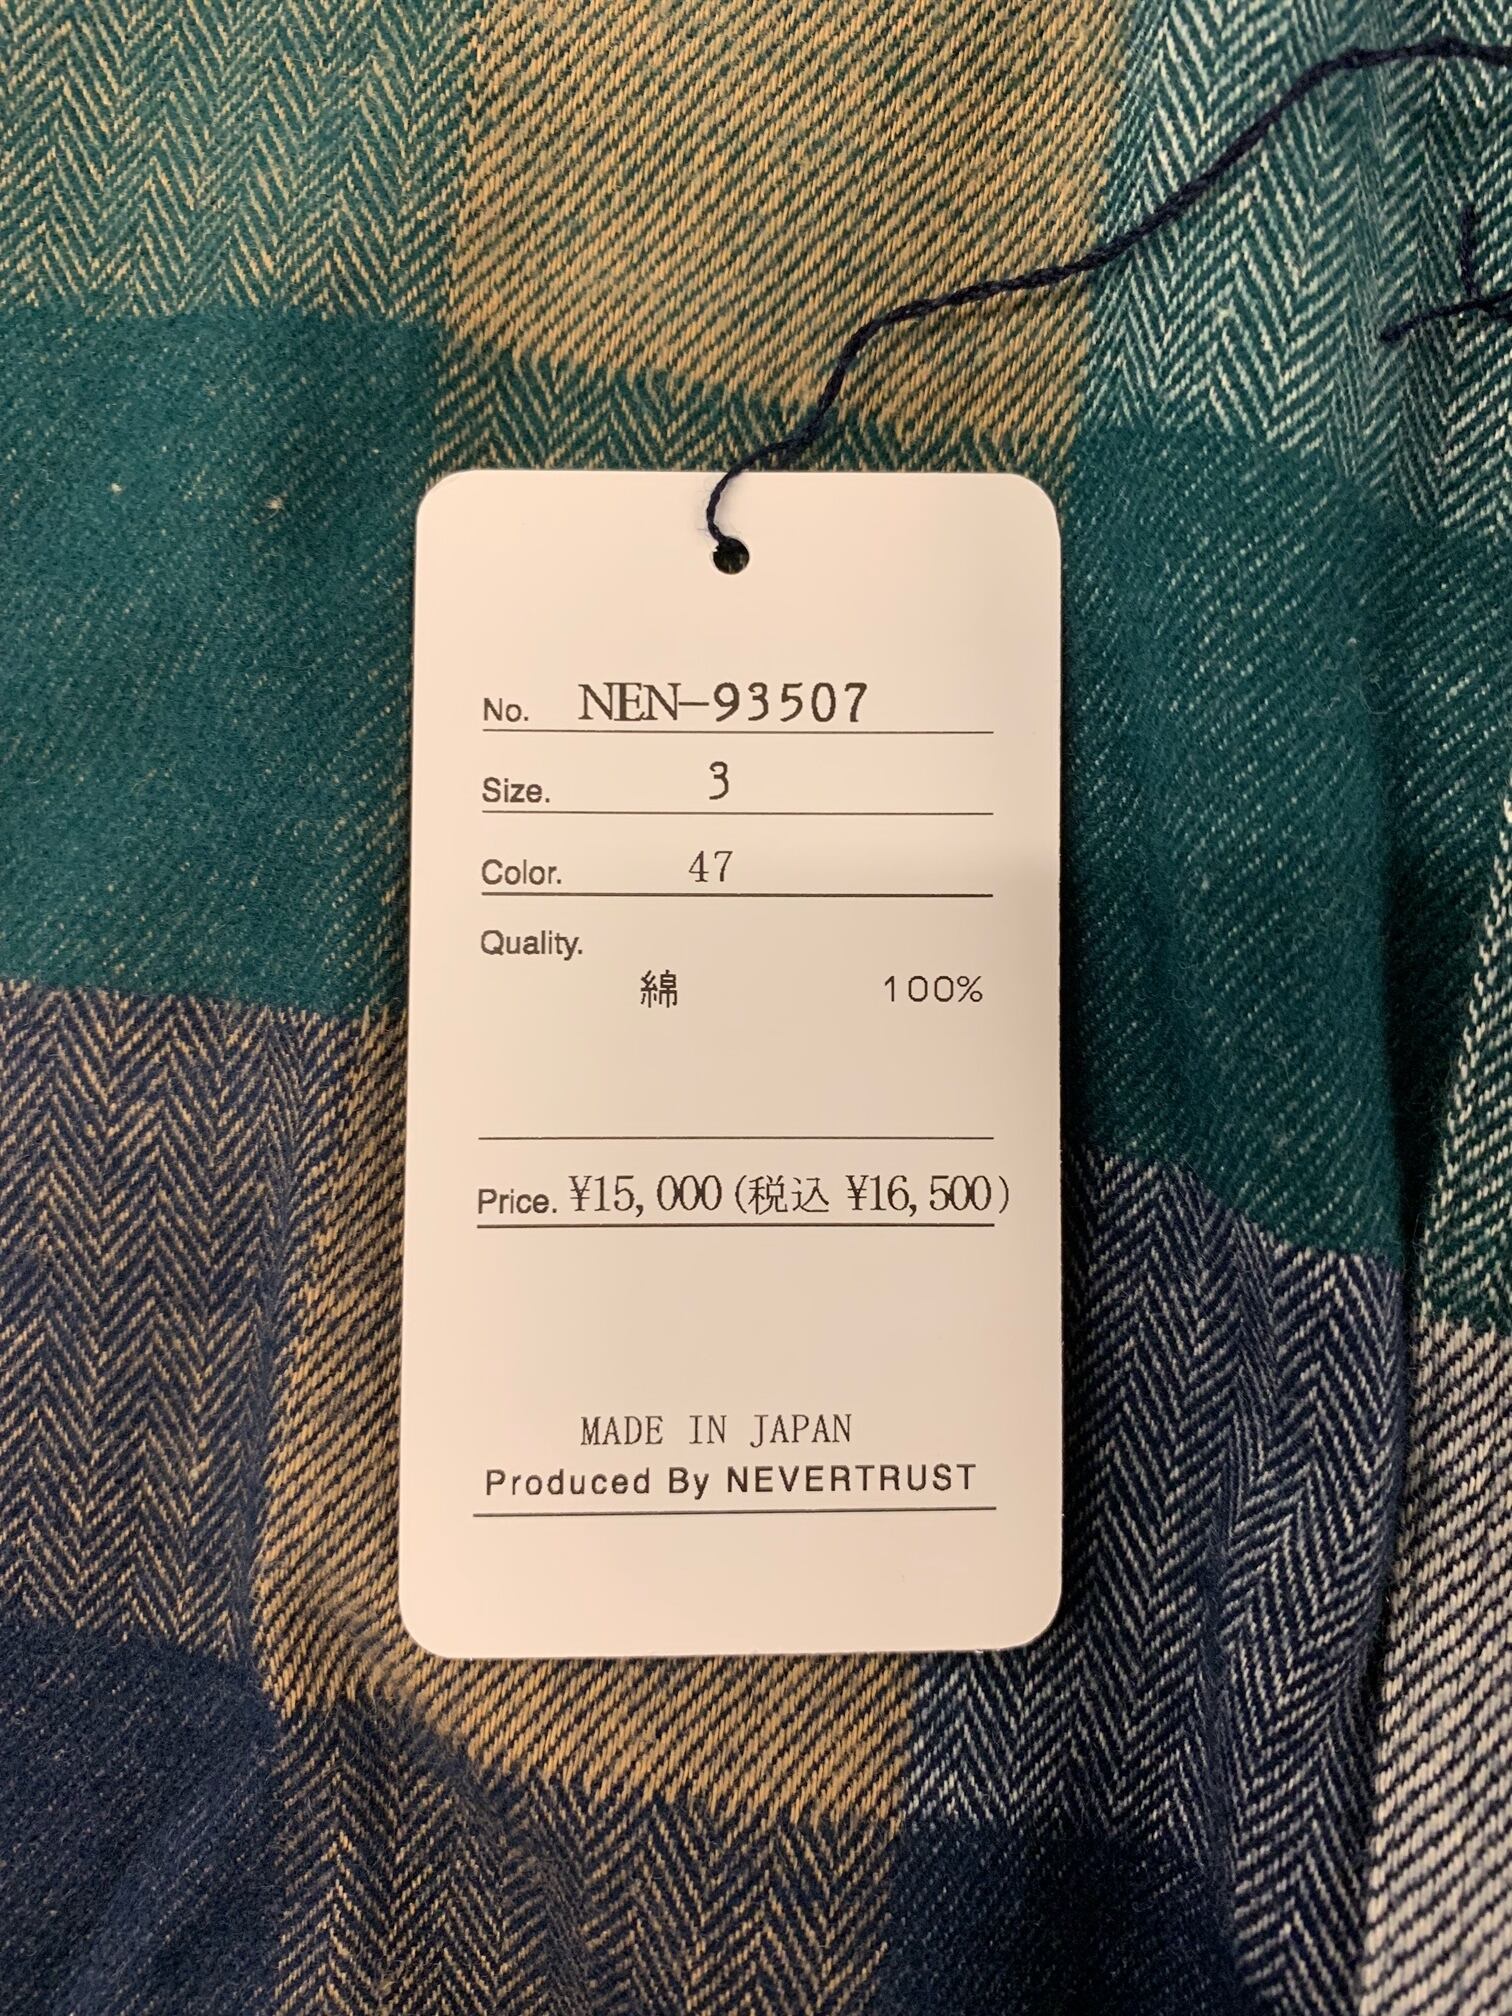 No. NEN-93507
Size. 3
Color. 47
Quality.
綿 100%
Price. ¥15,000(税込 ¥16,500)
MADE IN JAPAN
Produced By NEVERTRUST